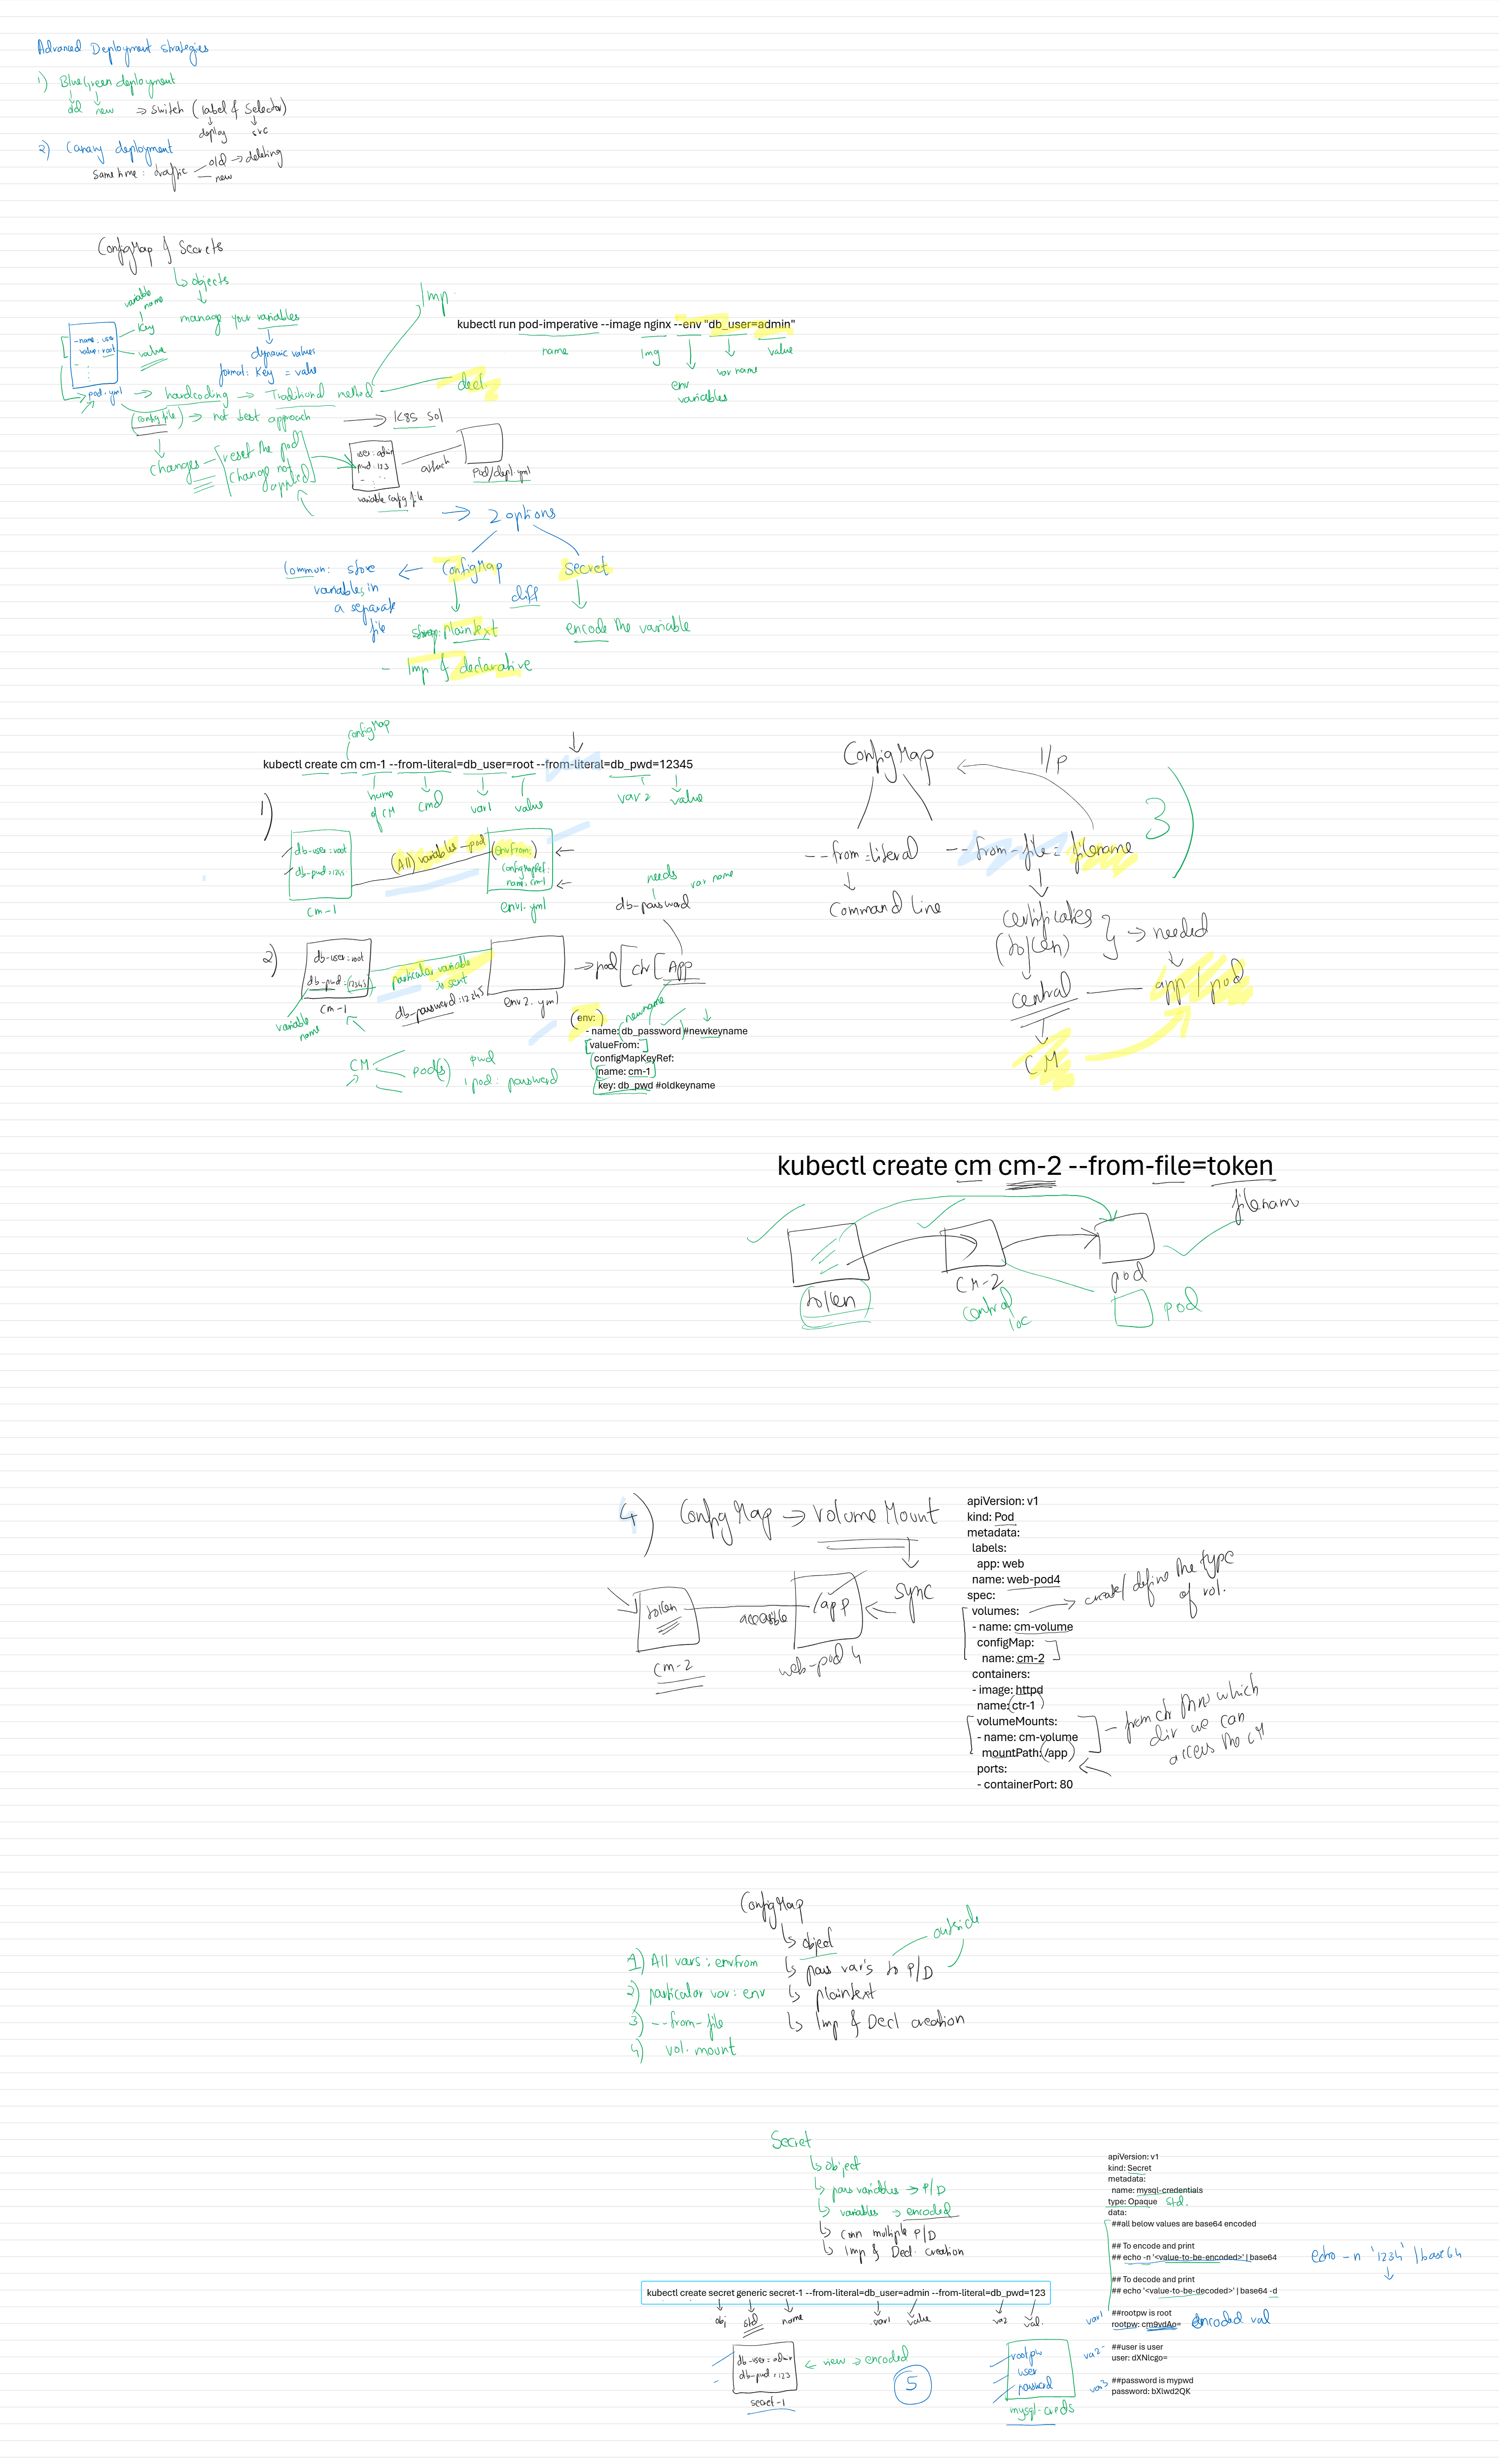 Advanced Deployment strategies
1) Blue/Green deployment
old new → switch (label & selector)
deploy svc
2) Canary deployment
Same time: traffic
old → deleting
new
ConfigMap & Secrets
↳ objects
variable name
Key
value
manage your variables
dynamic values
format: Key = value
- name: user
value: root
pod.yml → hardcoding → Traditional method
Imp
decl.
kubectl run pod-imperative --image nginx --env "db_user=admin"
name
img
env variables
var name
value
(config file) → not best approach → K8S Sol
changes
reset the pod
change not applied
user: admin
pwd: 123
variable config file
attach
Pod/depl.yml
→ 2 options
ConfigMap
Secret
diff
Common: store variables in a separate file
plaintext
encode the variable
- Imp & declarative
configMap
kubectl create cm cm-1 --from-literal=db_user=root --from-literal=db_pwd=12345
name of CM
cmd
var1
value
var2
value
1)
db-user: root
db-pwd: 12345
cm-1
(All) variables → pod
(envfrom:)
configMapRef:
name: cm-1
env1.yml
2)
db-user: root
db-pwd: 12345
cm-1
variable name
particular variable is sent
db-password: 12345
env2.yml
→ pod [ ctr [ App
needs
var name
db-password
CM
pod(s)
pwd
1 pod: password
newname
(env:)
- name: db_password #newkeyname
valueFrom:
configMapKeyRef:
name: cm-1
key: db_pwd #oldkeyname
ConfigMap
I/P
--from=literal
Command Line
--from-file=filename
3
certificates
(token)
→ needed
central
app/pod
CM
kubectl create cm cm-2 --from-file=token
filenam
token
cm-2
central loc
pod
pod
4) ConfigMap → Volume Mount
sync
token
cm-2
accessible
/app
web-pod 4
apiVersion: v1
kind: Pod
metadata:
labels:
app: web
name: web-pod4
spec:
volumes:
- name: cm-volume
configMap:
name: cm-2
containers:
- image: httpd
name: ctr-1
volumeMounts:
- name: cm-volume
mountPath: /app
ports:
- containerPort: 80
→ create/define the type of vol.
- from ctr thru which
dir we can
access the CM
ConfigMap
↳ object
↳ pass var's to P/D
outside
↳ plaintext
↳ Imp & Decl creation
1) All vars: envfrom
2) particular var: env
3) --from-file
4) vol. mount
Secret
↳ object
↳ pass variables → P/D
↳ variables → encoded
↳ conn multiple P/D
↳ Imp & Decl. creation
kubectl create secret generic secret-1 --from-literal=db_user=admin --from-literal=db_pwd=123
obj
std
name
var1
value
va2
val.
db-user: admin
db-pwd: 123
secret-1
← view → encoded
5
rootpw
user
password
mysql-creds
apiVersion: v1
kind: Secret
metadata:
name: mysql-credentials
type: Opaque std.
data:
##all below values are base64 encoded
## To encode and print
## echo -n '<value-to-be-encoded>' | base64
echo -n '1234' | base64
## To decode and print
## echo '<value-to-be-decoded>' | base64 -d
##rootpw is root
var1 rootpw: cm9vdAo= encoded val
va2 ##user is user
user: dXNlcgo=
var3 ##password is mypwd
password: bXlwd2QK